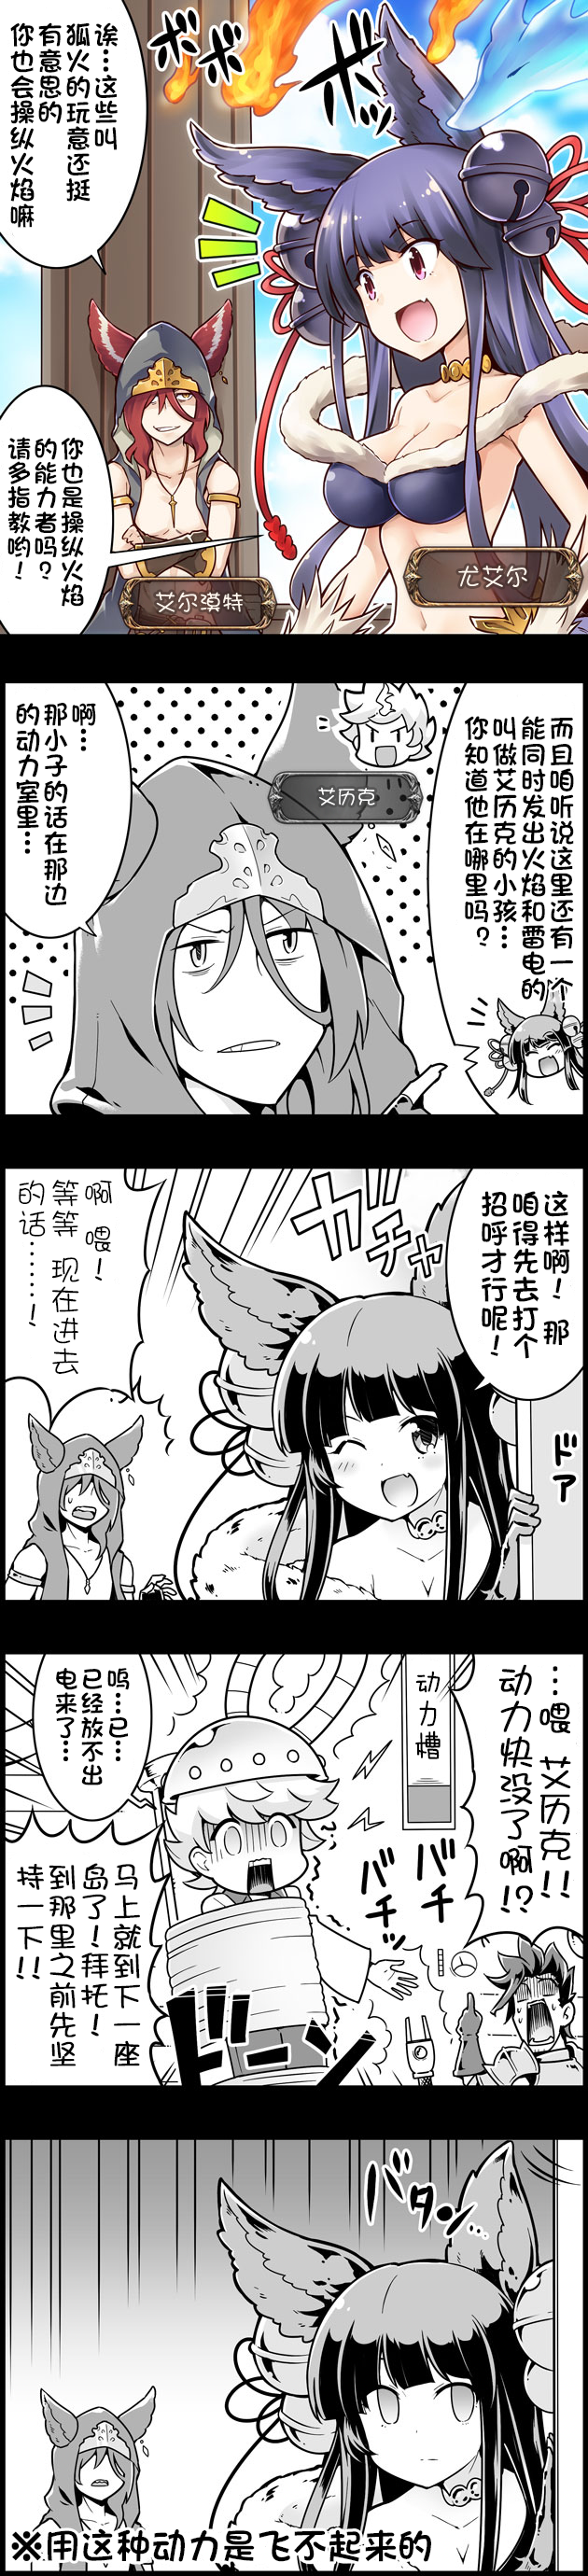 ボボボッ
诶…这些叫
狐火的玩意还挺
有意思的
你也会操纵火焰嘛
你也是操纵火焰
的能力者吗?
请多指教哟!
尤艾尔
艾尔漠特
而且咱听说这里还有一个
能同时发出火焰和雷电的
叫做艾历克的小孩…
你知道他在哪里吗?
艾历克
啊…
那小子的话在那边
的动力室里…
这样啊! 那
咱得先去打个
招呼才行呢!
ガチャ
ドア
啊 喂!
等等 现在进去
的话……!
…喂 艾历克!!
动力快没了啊!?
动力槽
呜…已…
已经放不出
电来了…
バチバチッ
马上就到下一座
岛了!拜托!
到那里之前先坚
持一下!!
ドーン
バタン…
※用这种动力是飞不起来的